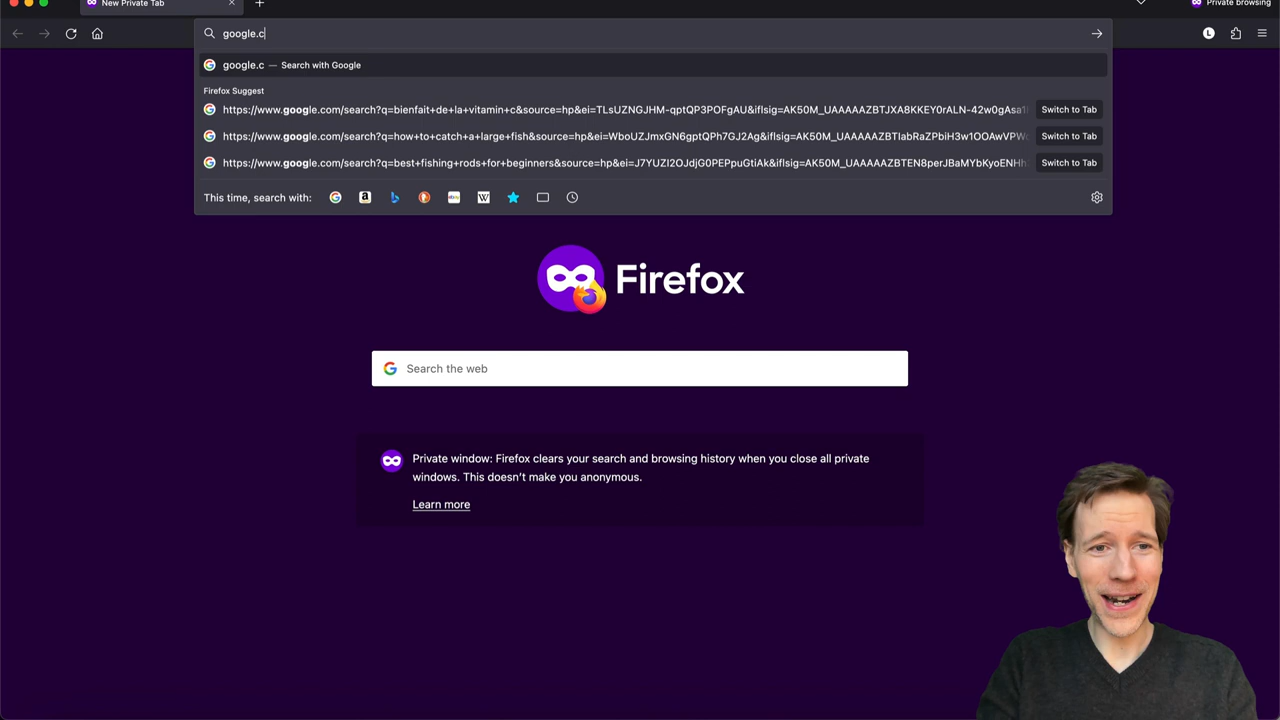 New Private Tab
Private browsing
google.c
google.c — Search with Google
Firefox Suggest
https://www.google.com/search?q=bienfait+de+la+vitamin+c&source=hp&ei=TLsUZNGJHM-qptQP3POFgAU&iflsig=AK50M_UAAAAAZBTJXA8KKEY0rALN-42w0gAsa1 Switch to Tab
https://www.google.com/search?q=how+to+catch+a+large+fish&source=hp&ei=WboUZJmxGN6gptQPh7GJ2Ag&iflsig=AK50M_UAAAAAZBTIabRaZPbiH3w1OOAwVPW Switch to Tab
https://www.google.com/search?q=best+fishing+rods+for+beginners&source=hp&ei=J7YUZI2OJdjG0PEPpuGtiAk&iflsig=AK50M_UAAAAAZBTEN8perJBaMYbKyoENH Switch to Tab
This time, search with:
Firefox
Search the web
Private window: Firefox clears your search and browsing history when you close all private
windows. This doesn’t make you anonymous.
Learn more